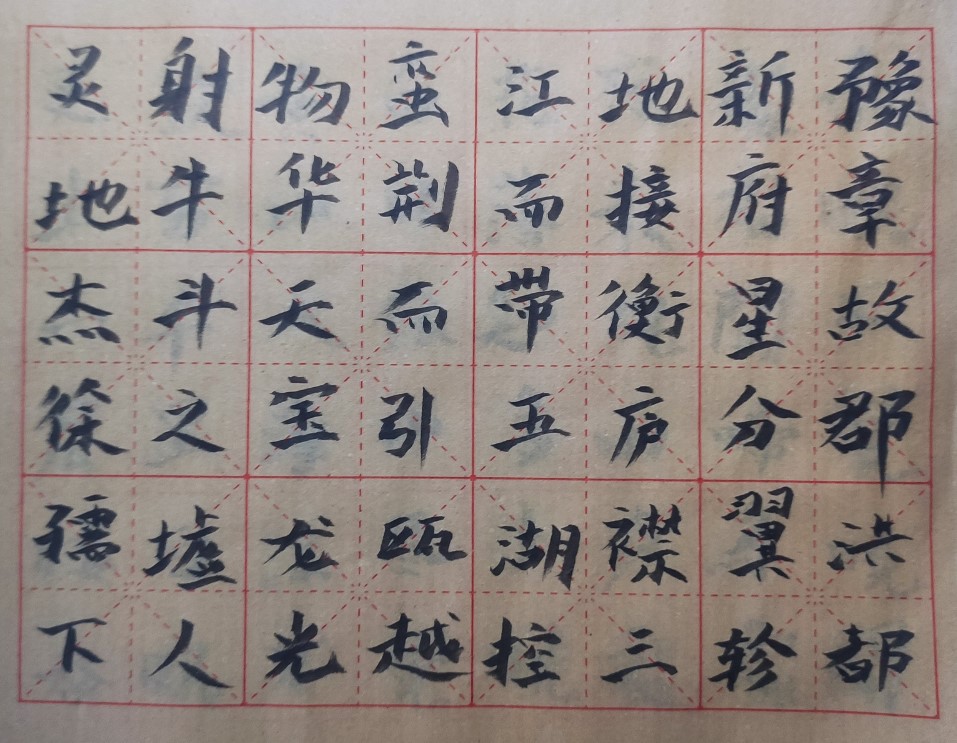 豫章故郡洪都
新府星分翼轸
地接衡庐襟三
江而带五湖控
蛮荆而引瓯越
物华天宝龙光
射牛斗之墟人
灵地杰徐孺下